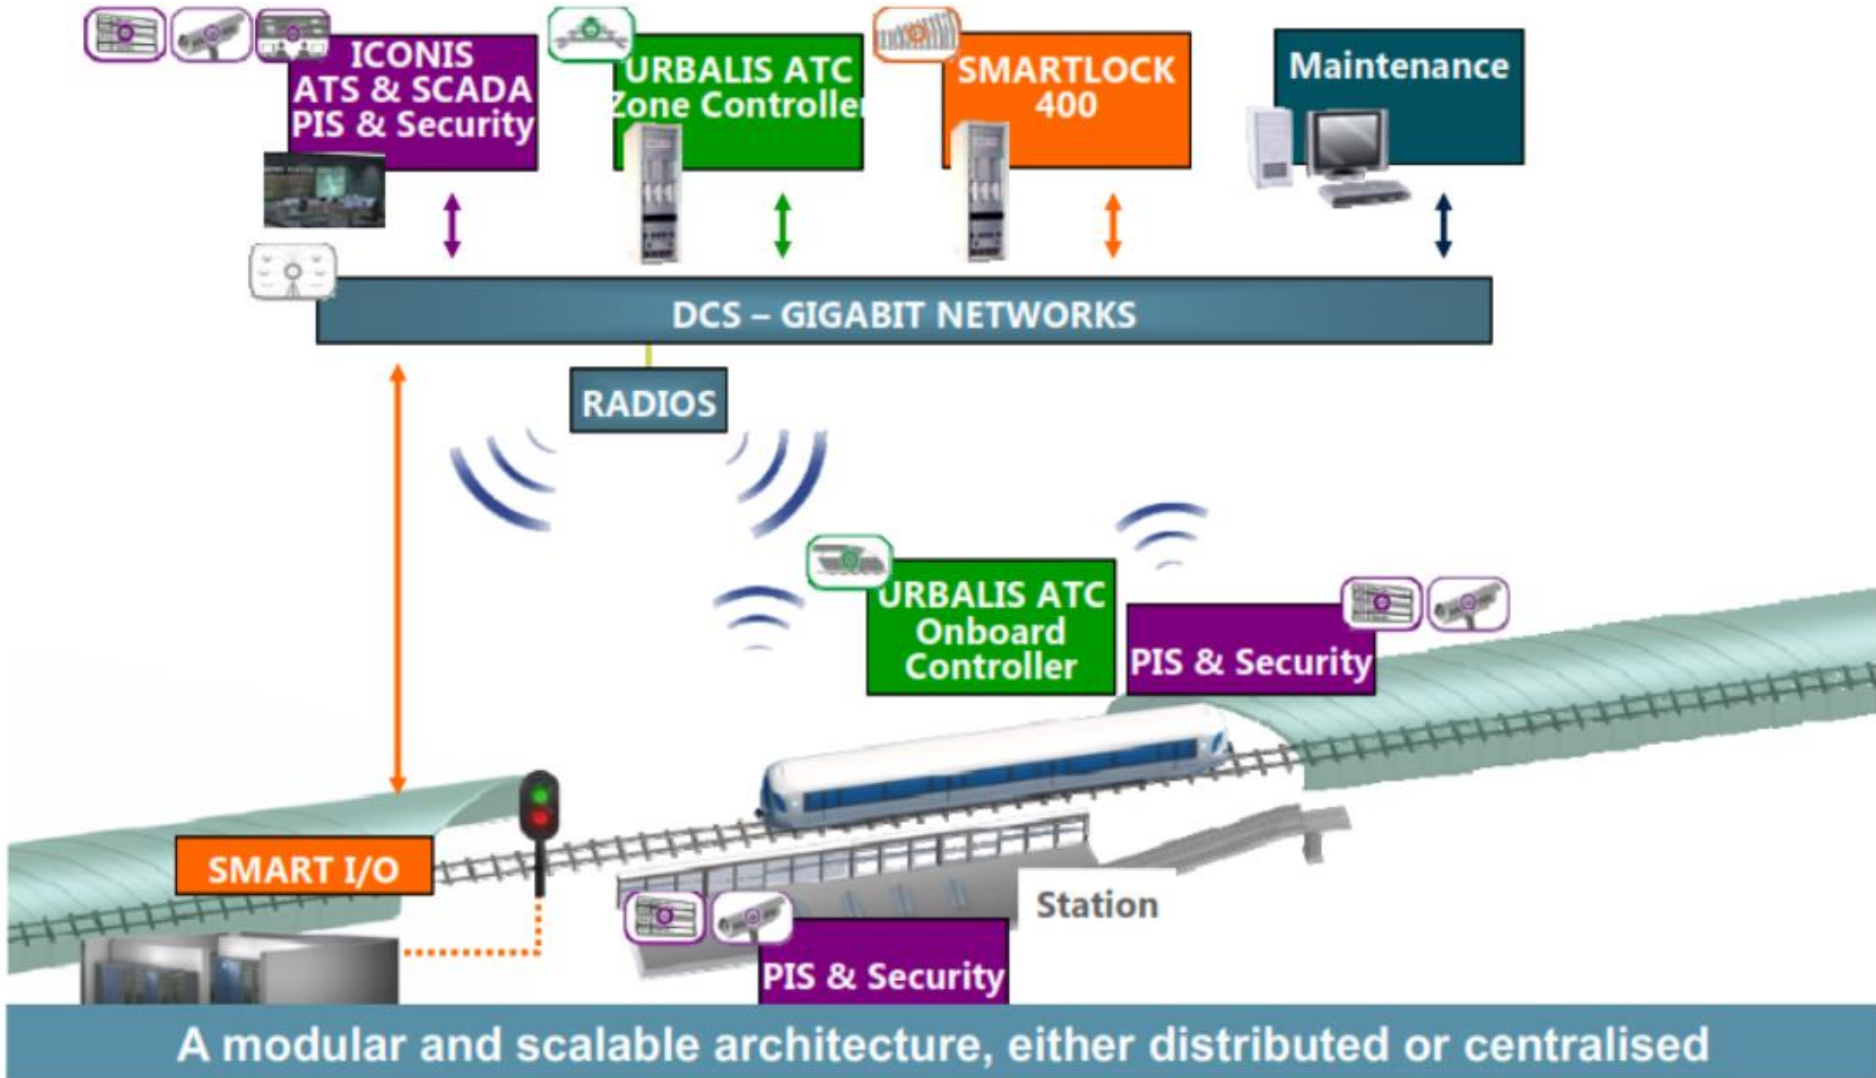 ICONIS
ATS & SCADA
PIS & Security
URBALIS ATC
Zone Controller
SMARTLOCK
400
Maintenance
DCS – GIGABIT NETWORKS
RADIOS
URBALIS ATC
Onboard
Controller
PIS & Security
SMART I/O
Station
PIS & Security
A modular and scalable architecture, either distributed or centralised